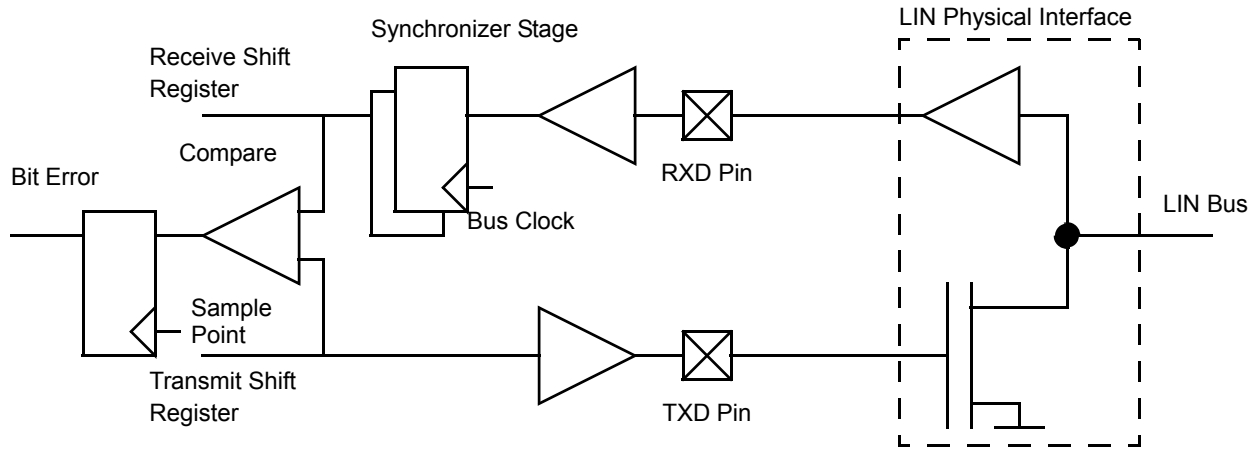 LIN Physical Interface
Synchronizer Stage
Receive Shift
Register
Compare
RXD Pin
Bit Error
LIN Bus
Bus Clock
Sample
Point
Transmit Shift
Register
TXD Pin